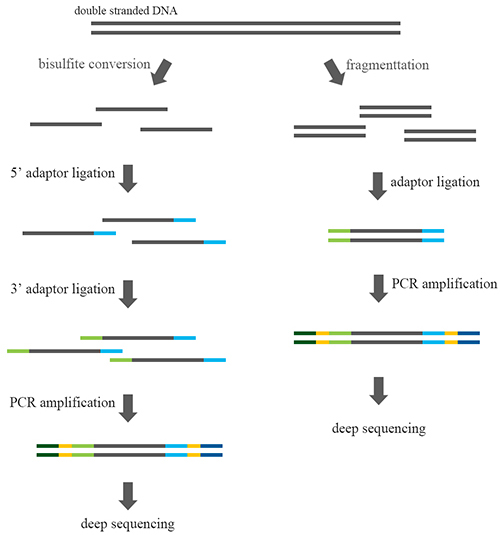 double stranded DNA
bisulfite conversion
fragmenttation
5’ adaptor ligation
adaptor ligation
3’ adaptor ligation
PCR amplification
PCR amplification
deep sequencing
deep sequencing